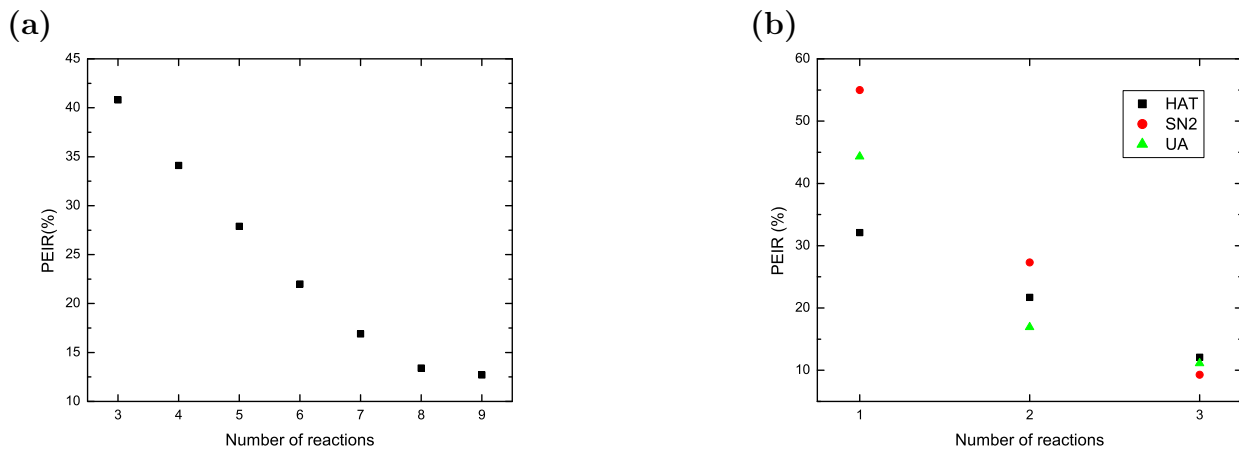 (a)
45
40
35
30
25
20
15
10
PEIR(%)
3 4 5 6 7 8 9
Number of reactions
(b)
60
50
40
30
20
10
PEIR (%)
HAT
SN2
UA
1 2 3
Number of reactions